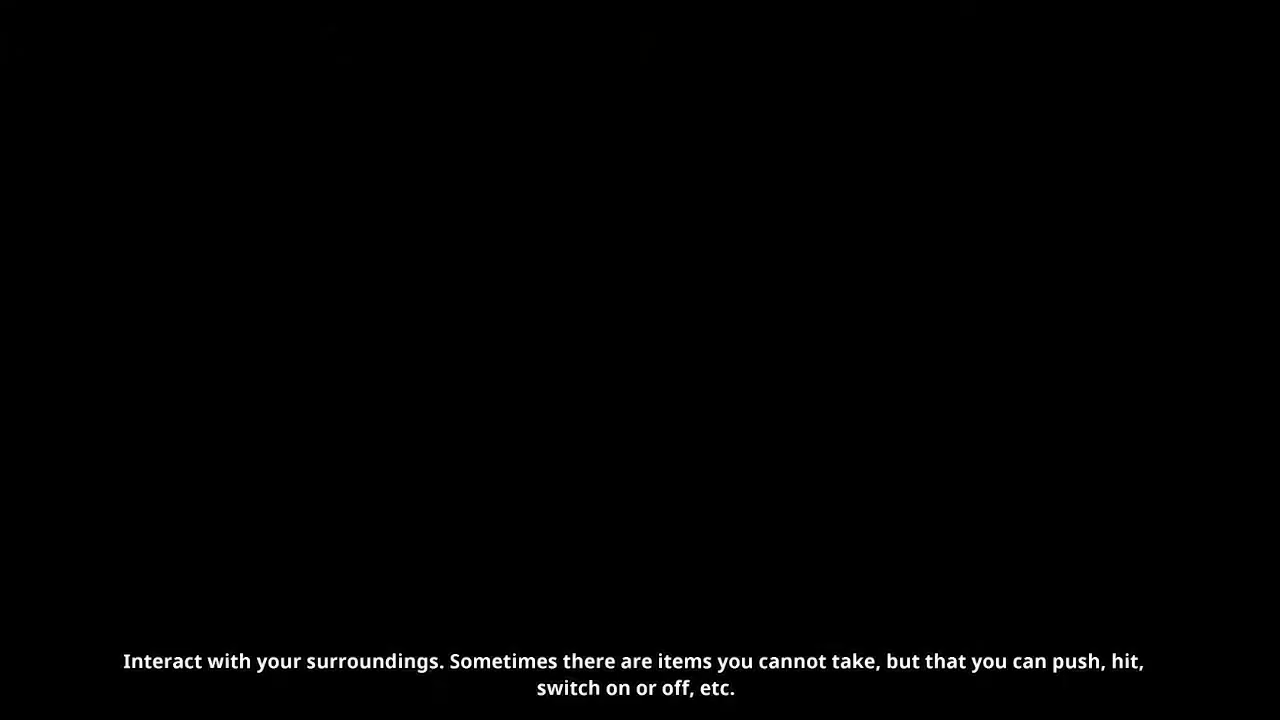 Interact with your surroundings. Sometimes there are items you cannot take, but that you can push, hit,
switch on or off, etc.